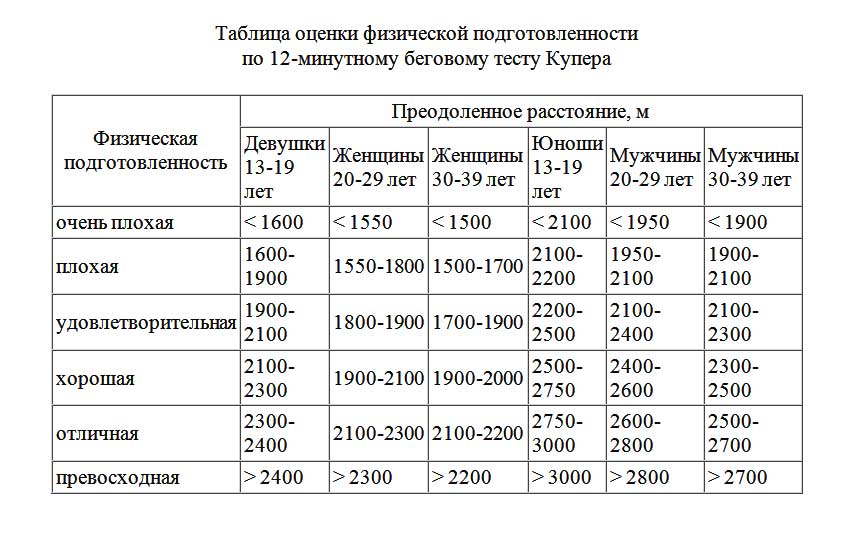 Таблица оценки физической подготовленности
по 12-минутному беговому тесту Купера
Физическая подготовленность
Преодоленное расстояние, м
Девушки 13-19 лет
Женщины 20-29 лет
Женщины 30-39 лет
Юноши 13-19 лет
Мужчины 20-29 лет
Мужчины 30-39 лет
очень плохая < 1600 < 1550 < 1500 < 2100 < 1950 < 1900
плохая 1600-1900 1550-1800 1500-1700 2100-2200 1950-2100 1900-2100
удовлетворительная 1900-2100 1800-1900 1700-1900 2200-2500 2100-2400 2100-2300
хорошая 2100-2300 1900-2100 1900-2000 2500-2750 2400-2600 2300-2500
отличная 2300-2400 2100-2300 2100-2200 2750-3000 2600-2800 2500-2700
превосходная > 2400 > 2300 > 2200 > 3000 > 2800 > 2700